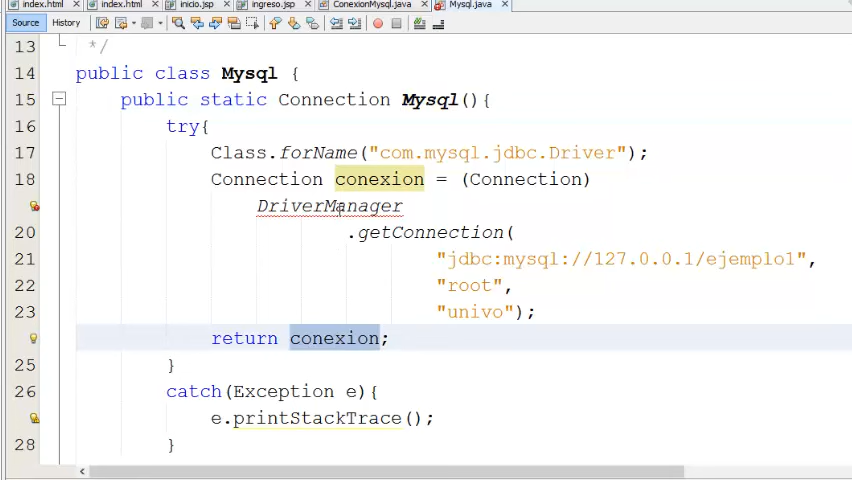 index.html index.html inicio.jsp ingreso.jsp ConexionMysql.java Mysql.java
Source History
13 */
14 public class Mysql {
15 public static Connection Mysql(){
16 try{
17 Class.forName("com.mysql.jdbc.Driver");
18 Connection conexion = (Connection)
DriverManager
20 .getConnection(
21 "jdbc:mysql://127.0.0.1/ejemplo1",
22 "root",
23 "univo");
return conexion;
25 }
26 catch(Exception e){
e.printStackTrace();
28 }